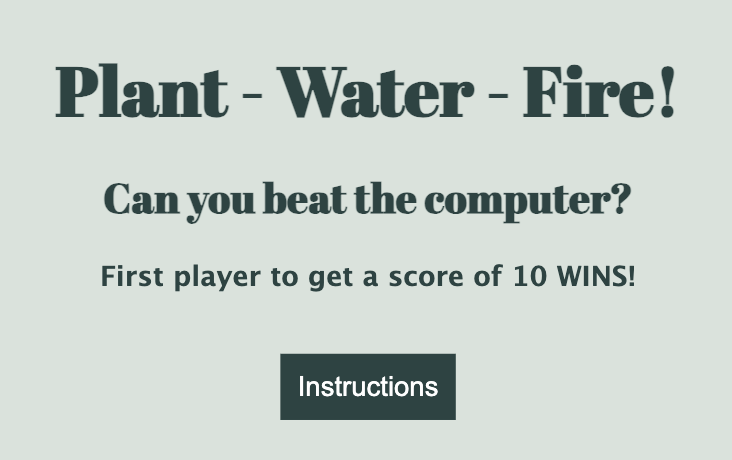 Plant - Water - Fire!
Can you beat the computer?
First player to get a score of 10 WINS!
Instructions